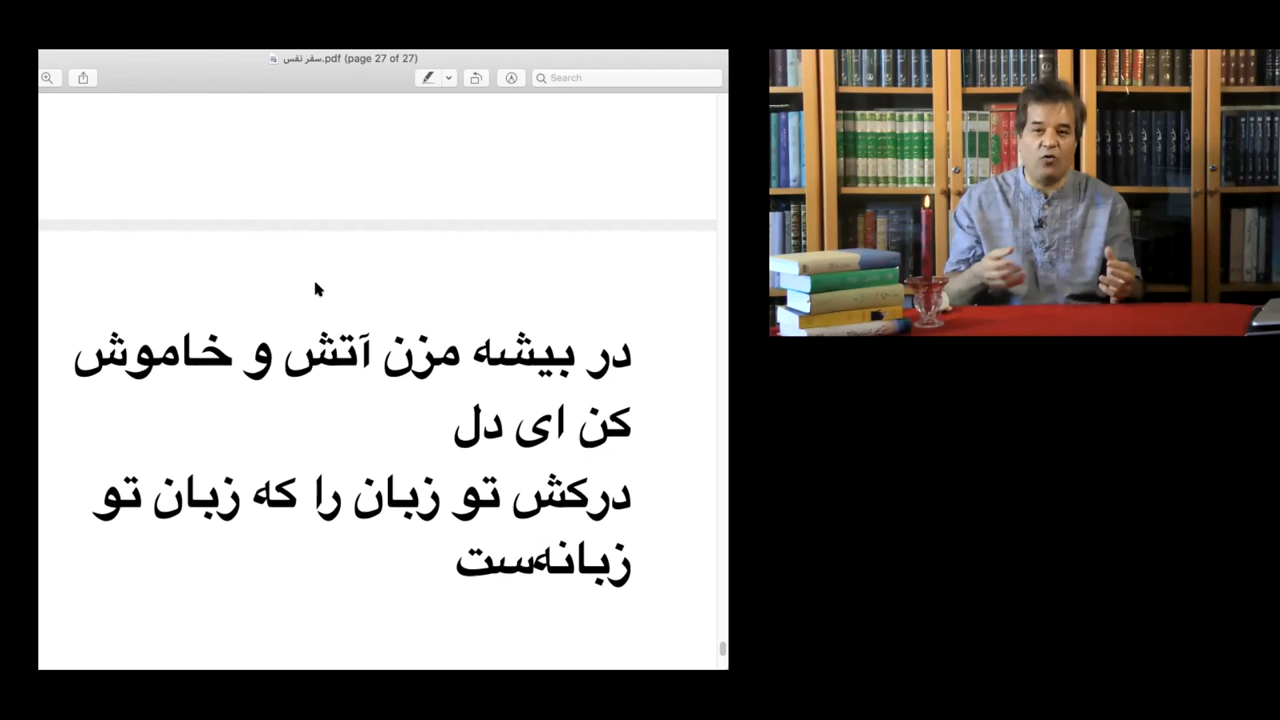 سفر نفس.pdf (page 27 of 27)
Search
در بیشه مزن آتش و خاموش
کن ای دل
درکش تو زبان را که زبان تو
زبانه‌ست